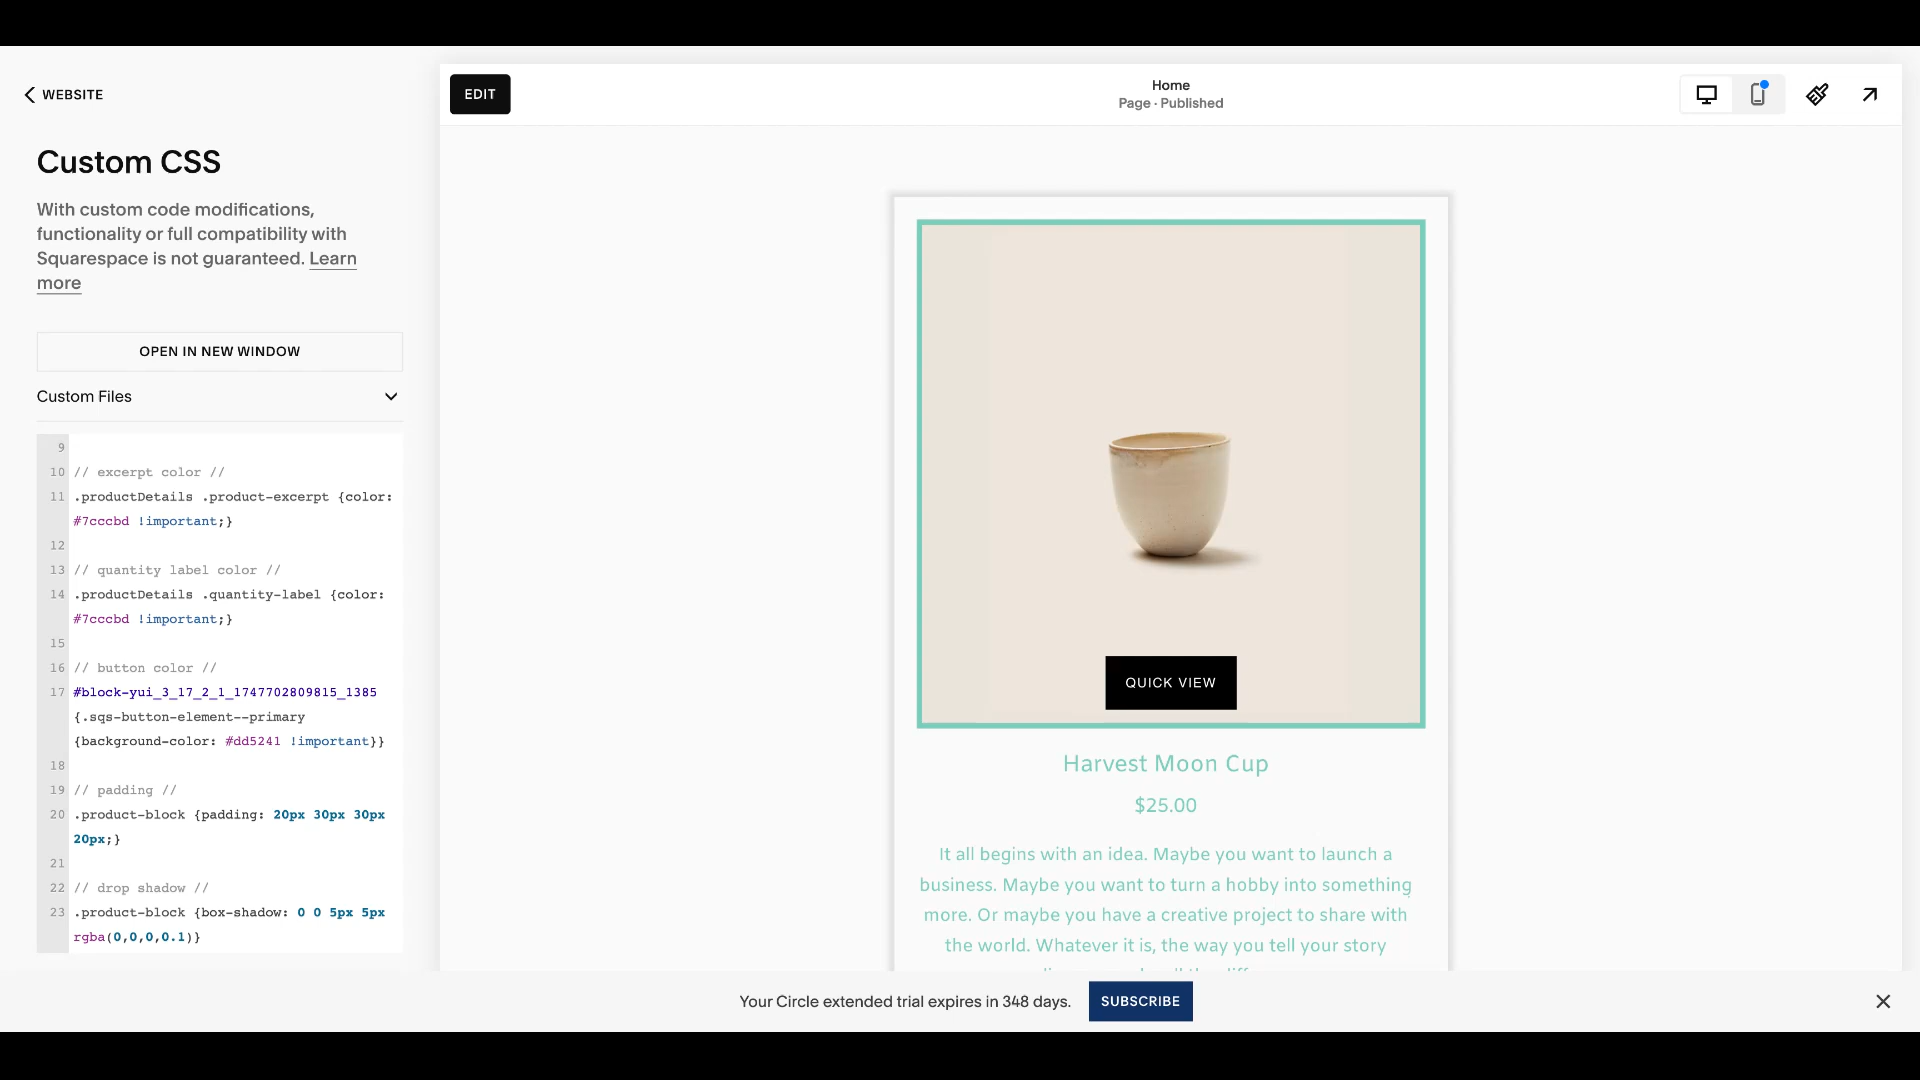 WEBSITE
Custom CSS
With custom code modifications,
functionality or full compatibility with
Squarespace is not guaranteed. Learn
more
OPEN IN NEW WINDOW
Custom Files
9
10 // excerpt color //
11 .productDetails .product-excerpt {color:
#7cccbd !important;}
12
13 // quantity label color //
14 .productDetails .quantity-label {color:
#7cccbd !important;}
15
16 // button color //
17 #block-yui_3_17_2_1_1747702809815_1385
{.sqs-button-element--primary
{background-color: #dd5241 !important}}
18
19 // padding //
20 .product-block {padding: 20px 30px 30px
20px;}
21
22 // drop shadow //
23 .product-block {box-shadow: 0 0 5px 5px
rgba(0,0,0,0.1)}
EDIT
Home
Page · Published
QUICK VIEW
Harvest Moon Cup
$25.00
It all begins with an idea. Maybe you want to launch a
business. Maybe you want to turn a hobby into something
more. Or maybe you have a creative project to share with
the world. Whatever it is, the way you tell your story
Your Circle extended trial expires in 348 days.
SUBSCRIBE